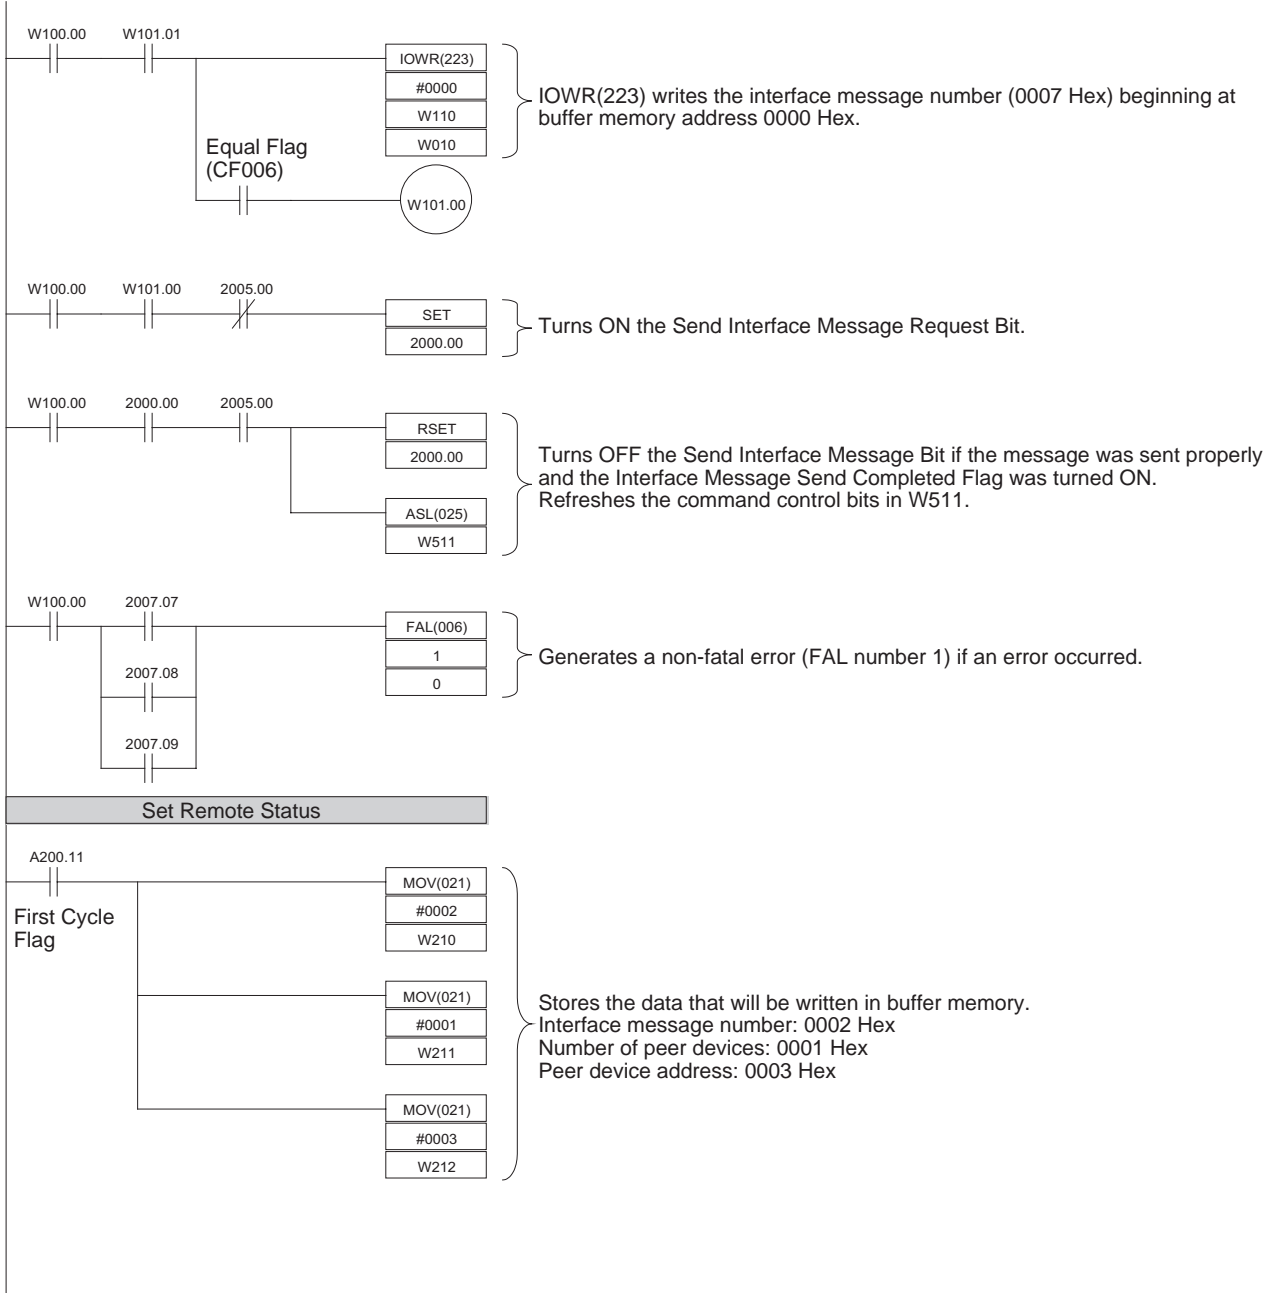 W100.00 W101.01
IOWR(223)
#0000
W110
W010
IOWR(223) writes the interface message number (0007 Hex) beginning at
buffer memory address 0000 Hex.
Equal Flag
(CF006)
W101.00
W100.00 W101.00 2005.00
SET
2000.00
Turns ON the Send Interface Message Request Bit.
W100.00 2000.00 2005.00
RSET
2000.00
ASL(025)
W511
Turns OFF the Send Interface Message Bit if the message was sent properly
and the Interface Message Send Completed Flag was turned ON.
Refreshes the command control bits in W511.
W100.00 2007.07
2007.08
2007.09
FAL(006)
1
0
Generates a non-fatal error (FAL number 1) if an error occurred.
Set Remote Status
A200.11
First Cycle
Flag
MOV(021)
#0002
W210
MOV(021)
#0001
W211
MOV(021)
#0003
W212
Stores the data that will be written in buffer memory.
Interface message number: 0002 Hex
Number of peer devices: 0001 Hex
Peer device address: 0003 Hex